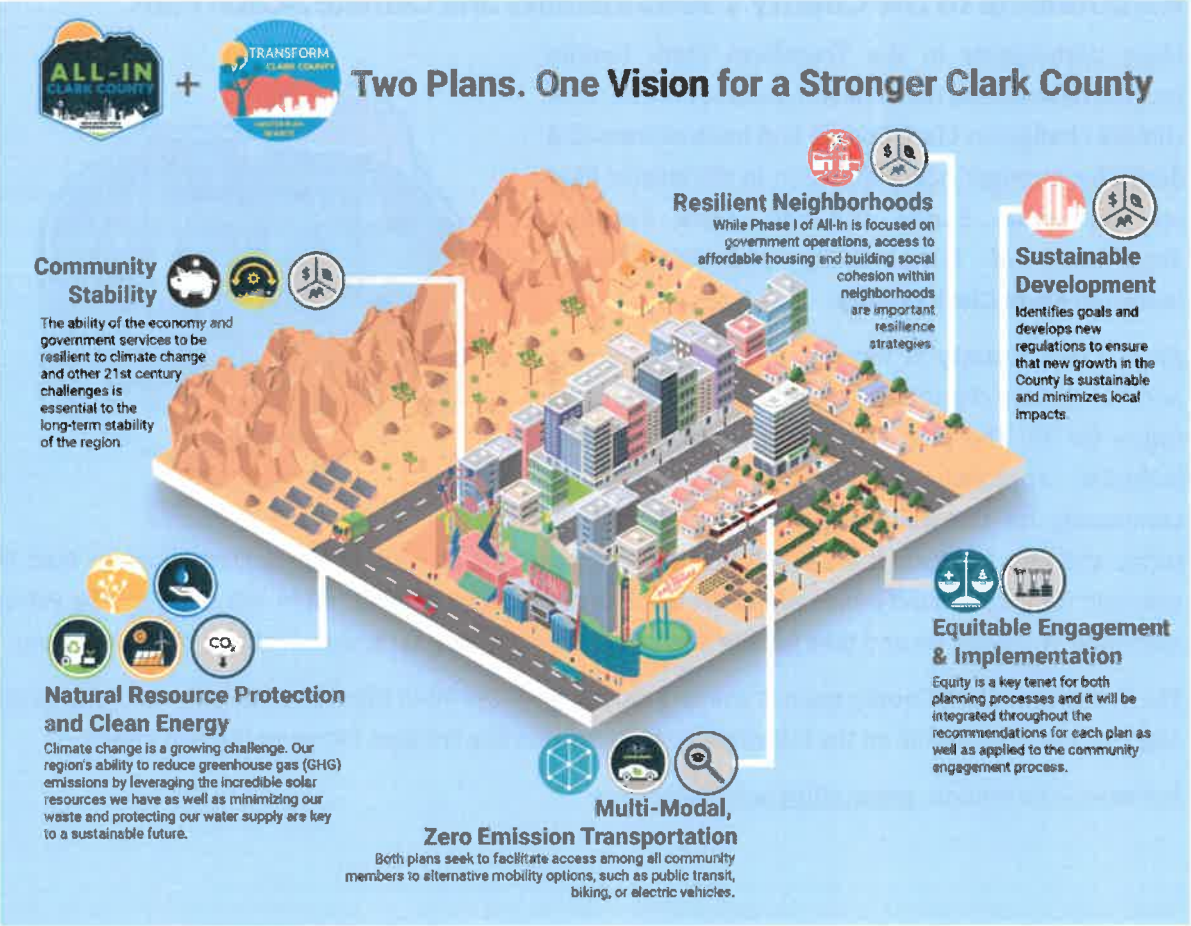 ALL-IN
CLARK COUNTY
+
TRANSFORM
CLARK COUNTY
MASTER PLAN
Two Plans. One Vision for a Stronger Clark County
Resilient Neighborhoods
While Phase I of All-In is focused on
government operations, access to
affordable housing and building social
cohesion within
neighborhoods
are important
resilience
strategies.
Sustainable
Development
Identifies goals and
develops new
regulations to ensure
that new growth in the
County is sustainable
and minimizes local
impacts.
Community
Stability
The ability of the economy and
government services to be
resilient to climate change
and other 21st century
challenges is
essential to the
long-term stability
of the region.
CO₂
Natural Resource Protection
and Clean Energy
Climate change is a growing challenge. Our
region's ability to reduce greenhouse gas (GHG)
emissions by leveraging the incredible solar
resources we have as well as minimizing our
waste and protecting our water supply are key
to a sustainable future.
Equitable Engagement
& Implementation
Equity is a key tenet for both
planning processes and it will be
integrated throughout the
recommendations for each plan as
well as applied to the community
engagement process.
Multi-Modal,
Zero Emission Transportation
Both plans seek to facilitate access among all community
members to alternative mobility options, such as public transit,
biking, or electric vehicles.